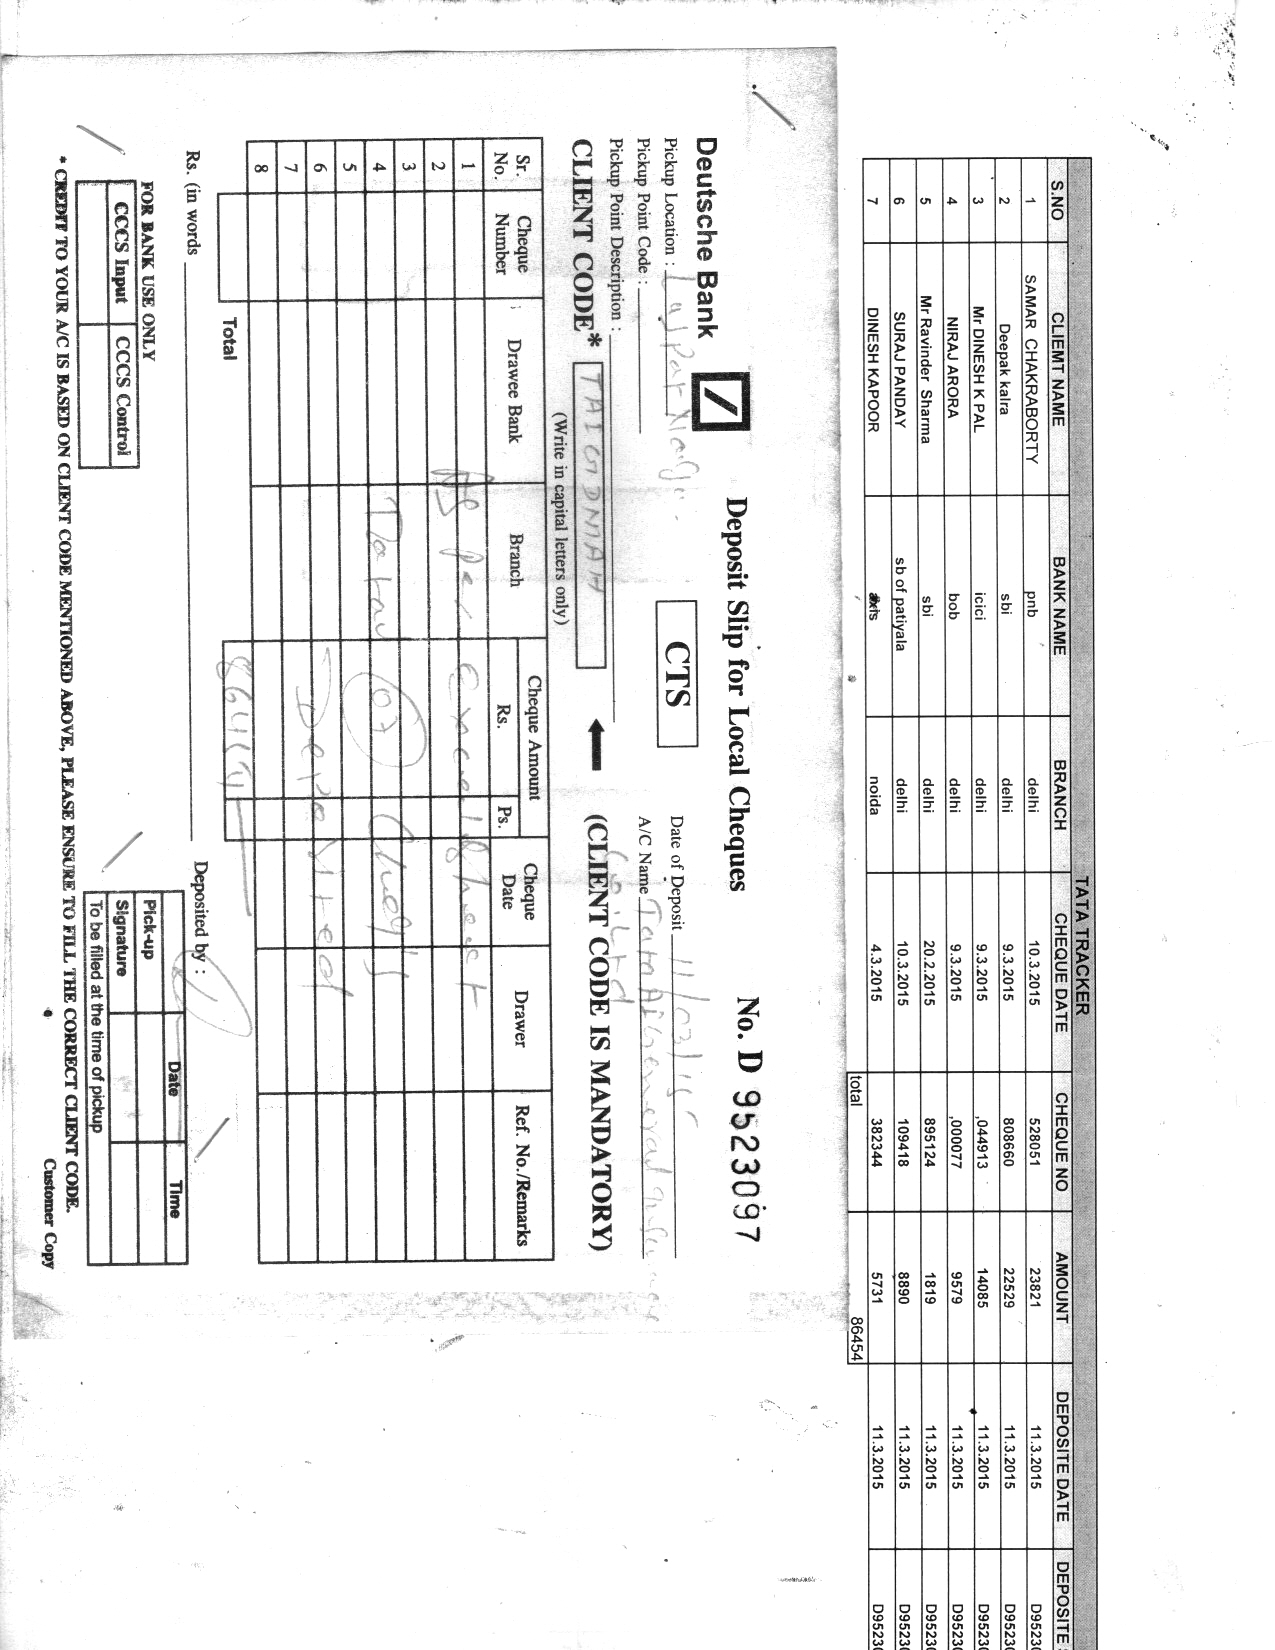 TATA TRACKER
S.NO CLIEMT NAME BANK NAME BRANCH CHEQUE DATE CHEQUE NO AMOUNT DEPOSITE DATE DEPOSITE
1 SAMAR CHAKRABORTY pnb delhi 10.3.2015 528051 23821 11.3.2015 D9523
2 Deepak kalra sbi delhi 9.3.2015 808660 22529 11.3.2015 D9523
3 Mr DINESH K PAL icici delhi 9.3.2015 ,044913 14085 11.3.2015 D9523
4 NIRAJ ARORA bob delhi 9.3.2015 ,000077 9579 11.3.2015 D9523
5 Mr Ravinder Sharma sbi delhi 20.2.2015 895124 1819 11.3.2015 D9523
6 SURAJ PANDAY sb of patiyala delhi 10.3.2015 109418 8890 11.3.2015 D9523
7 DINESH KAPOOR axis noida 4.3.2015 382344 5731 11.3.2015 D9523
total 86454
Deutsche Bank Deposit Slip for Local Cheques No. D 9523097
Pickup Location : Lajpat CTS Date of Deposit 11/03/15
Pickup Point Code : A/C Name Tata AIG General
Pickup Point Description :
CLIENT CODE* TAIGDNAH (CLIENT CODE IS MANDATORY)
(Write in capital letters only)
Sr. No. Cheque Number Drawee Bank Branch Cheque Amount Rs. Ps. Cheque Date Drawer Ref. No./Remarks
1
2 As per Excel Sheet
3
4 Total 07
5
6
7
8
Total 86454
Rs. (in words Deposited by :
FOR BANK USE ONLY
CCCS Input CCCS Control
Date Time
Pick-up
Signature
To be filled at the time of pickup
* CREDIT TO YOUR A/C IS BASED ON CLIENT CODE MENTIONED ABOVE, PLEASE ENSURE TO FILL THE CORRECT CLIENT CODE.
Customer Copy